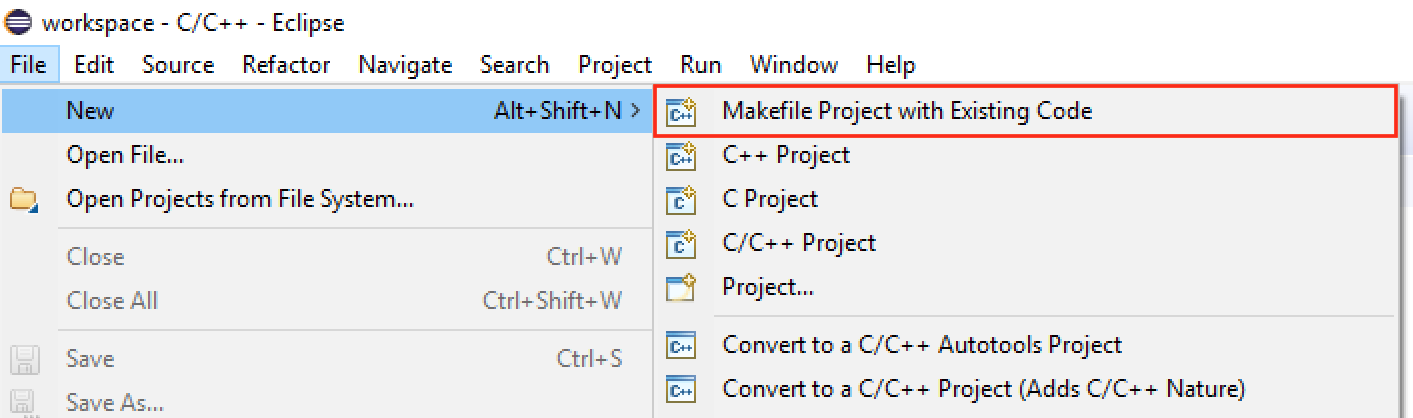 workspace - C/C++ - Eclipse
File Edit Source Refactor Navigate Search Project Run Window Help
New Alt+Shift+N >
Open File...
Open Projects from File System...
Close Ctrl+W
Close All Ctrl+Shift+W
Save Ctrl+S
Save As...
Makefile Project with Existing Code
C++ Project
C Project
C/C++ Project
Project...
Convert to a C/C++ Autotools Project
Convert to a C/C++ Project (Adds C/C++ Nature)